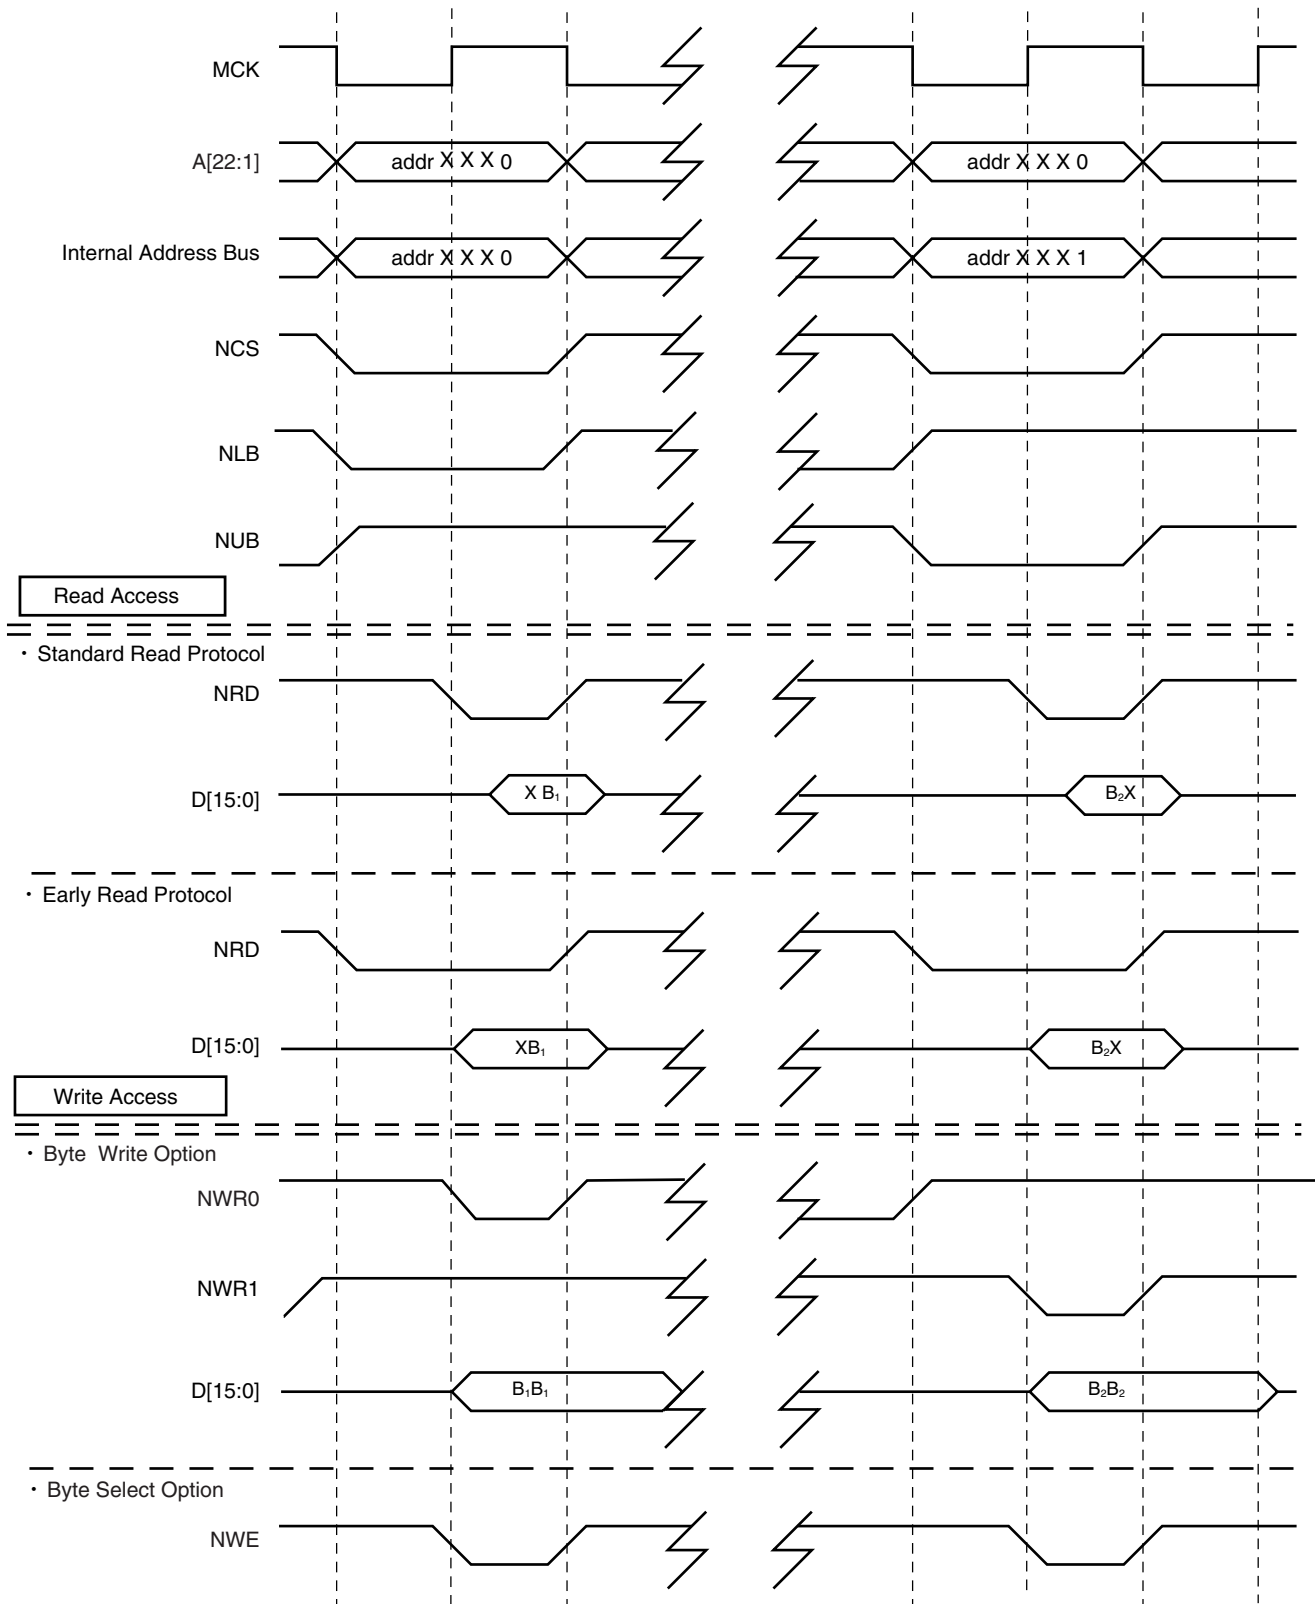 MCK
A[22:1]
addr X X X 0
addr X X X 0
Internal Address Bus
addr X X X 0
addr X X X 1
NCS
NLB
NUB
Read Access
· Standard Read Protocol
NRD
D[15:0]
X B₁
B₂X
· Early Read Protocol
NRD
D[15:0]
XB₁
B₂X
Write Access
· Byte Write Option
NWR0
NWR1
D[15:0]
B₁B₁
B₂B₂
· Byte Select Option
NWE